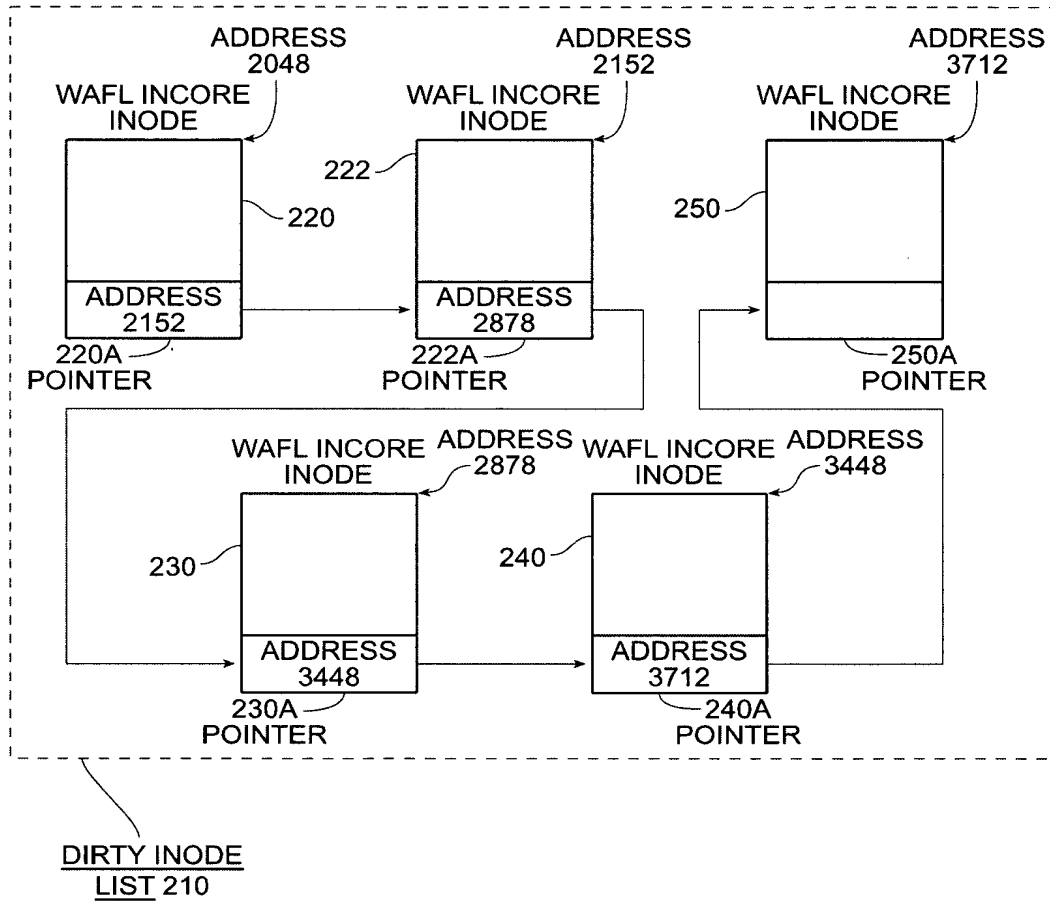 ADDRESS
2048
ADDRESS
2152
ADDRESS
3712
WAFL INCORE
INODE
WAFL INCORE
INODE
WAFL INCORE
INODE
220
222
250
ADDRESS
2152
ADDRESS
2878
220A
POINTER
222A
POINTER
250A
POINTER
WAFL INCORE
INODE
ADDRESS
2878
WAFL INCORE
INODE
ADDRESS
3448
230
240
ADDRESS
3448
ADDRESS
3712
230A
POINTER
240A
POINTER
DIRTY INODE
LIST 210